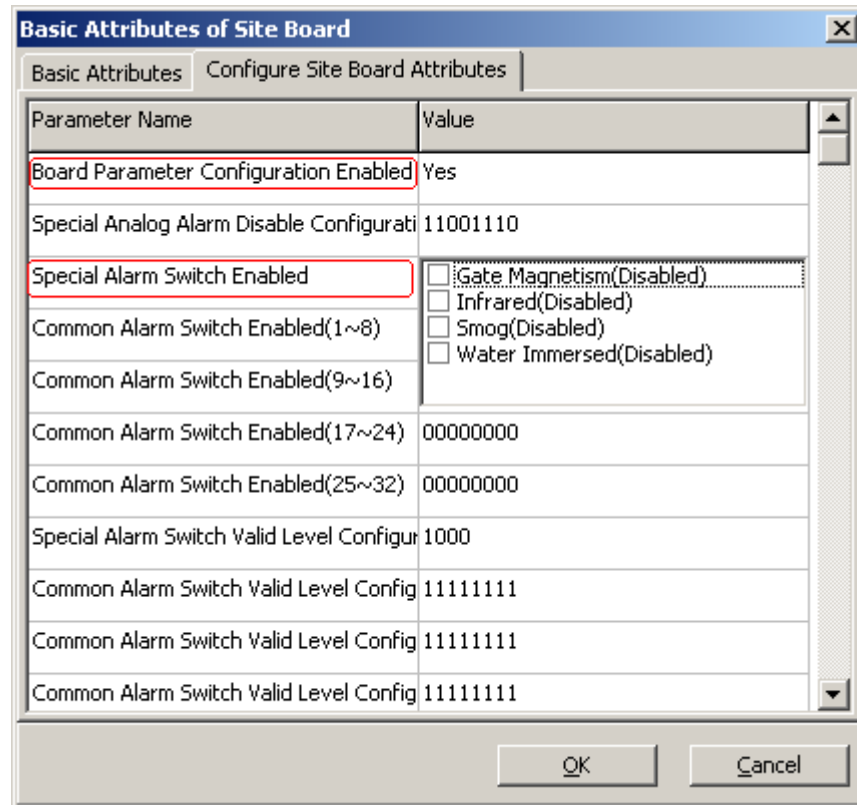 Basic Attributes of Site Board
Basic Attributes Configure Site Board Attributes
Parameter Name Value
Board Parameter Configuration Enabled Yes
Special Analog Alarm Disable Configurati 11001110
Special Alarm Switch Enabled
Gate Magnetism(Disabled)
Infrared(Disabled)
Common Alarm Switch Enabled(1~8)
Smog(Disabled)
Water Immersed(Disabled)
Common Alarm Switch Enabled(9~16)
Common Alarm Switch Enabled(17~24) 00000000
Common Alarm Switch Enabled(25~32) 00000000
Special Alarm Switch Valid Level Configur 1000
Common Alarm Switch Valid Level Config 11111111
Common Alarm Switch Valid Level Config 11111111
Common Alarm Switch Valid Level Config 11111111
OK Cancel